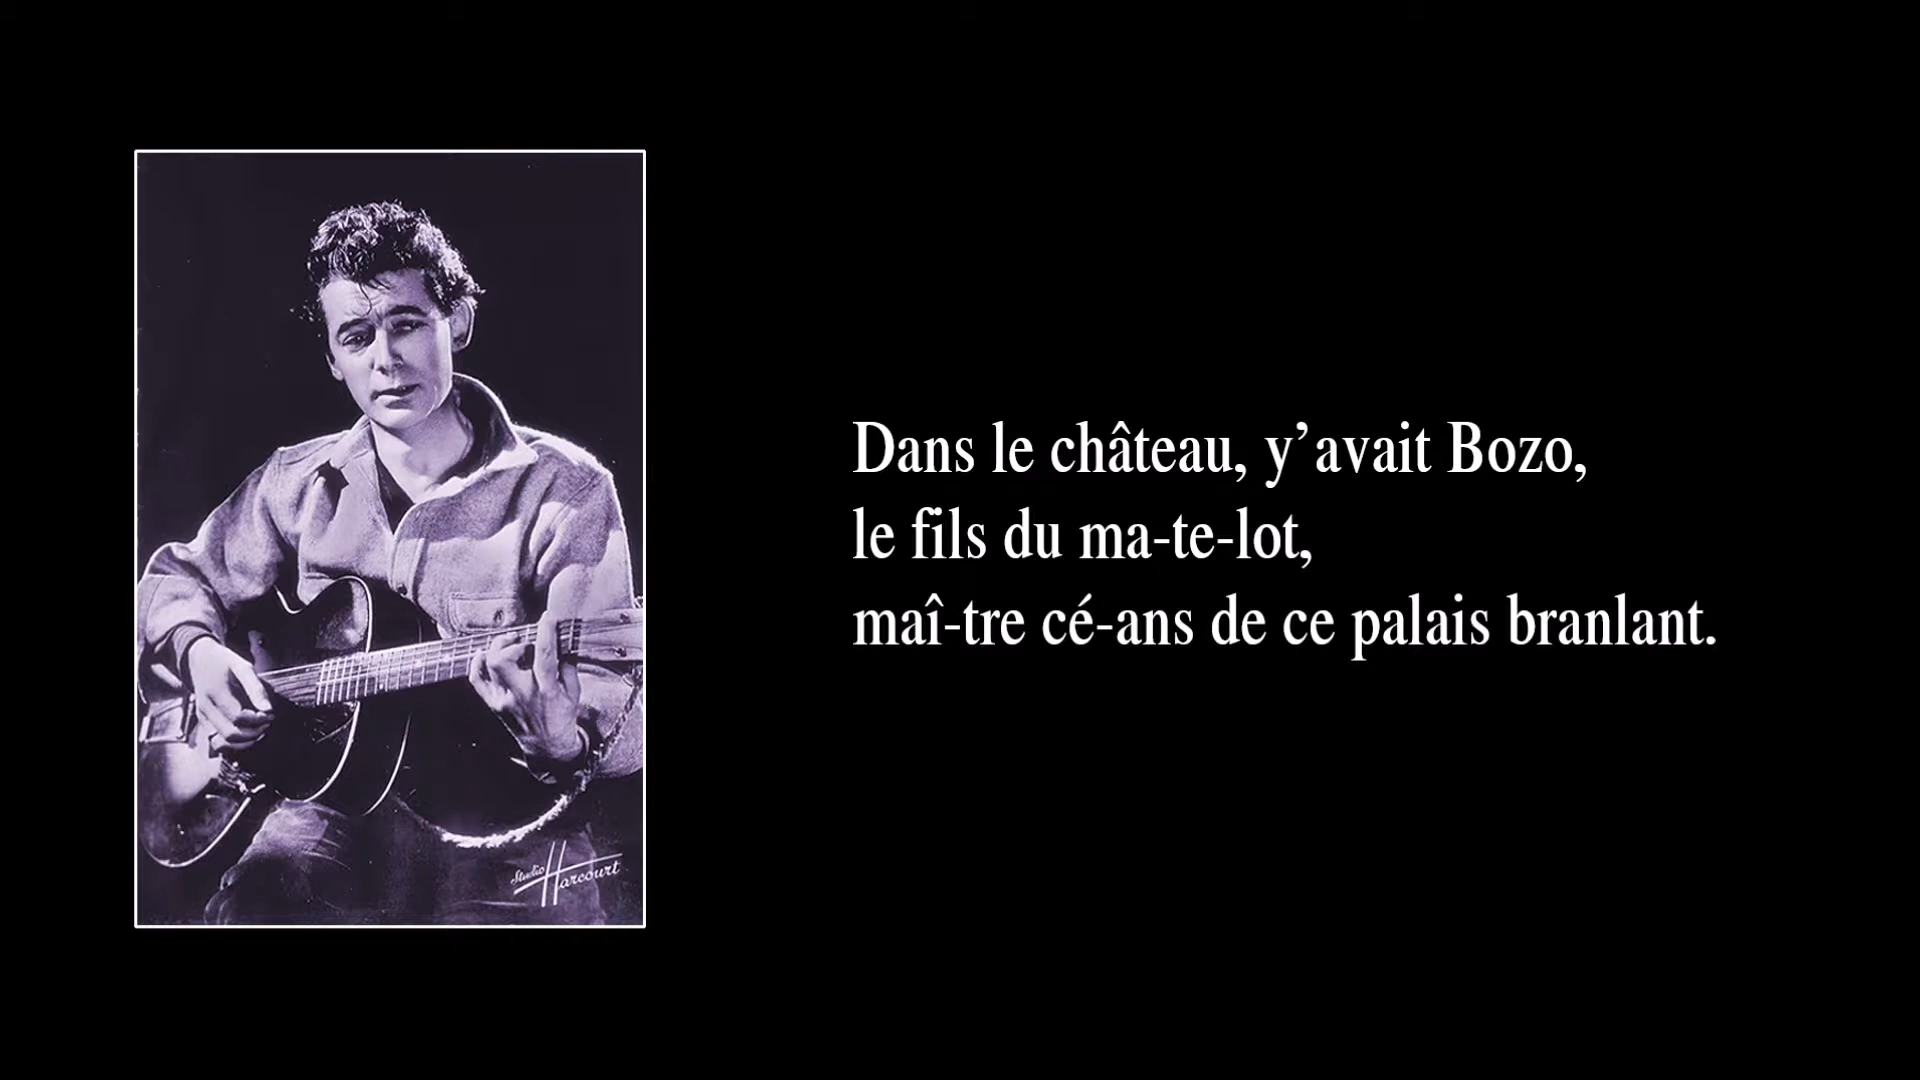 Dans le château, y’avait Bozo,
le fils du ma-te-lot,
maî-tre cé-ans de ce palais branlant.
Studio Harcourt